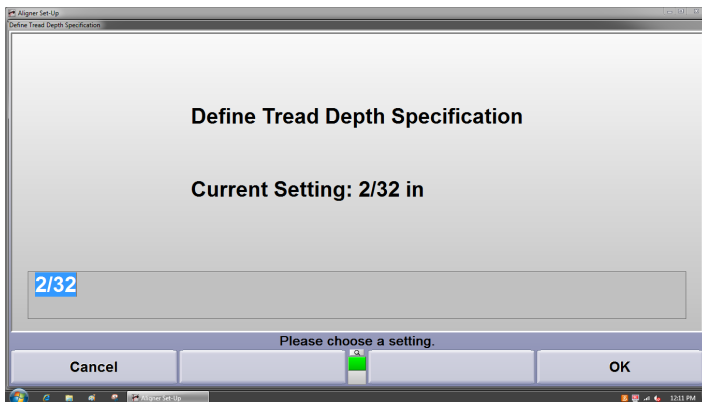 Aligner Set-Up
Define Tread Depth Specification
Define Tread Depth Specification
Current Setting: 2/32 in
2/32
Please choose a setting.
Cancel
OK
Aligner Set-Up
12:11 PM